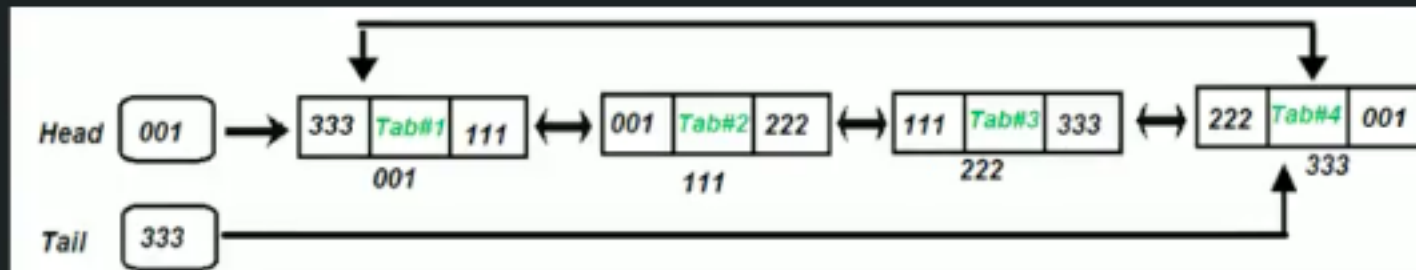 Head 001 333 Tab#1 111 001 Tab#2 222 111 Tab#3 333 222 Tab#4 001
001 111 222 333
Tail 333